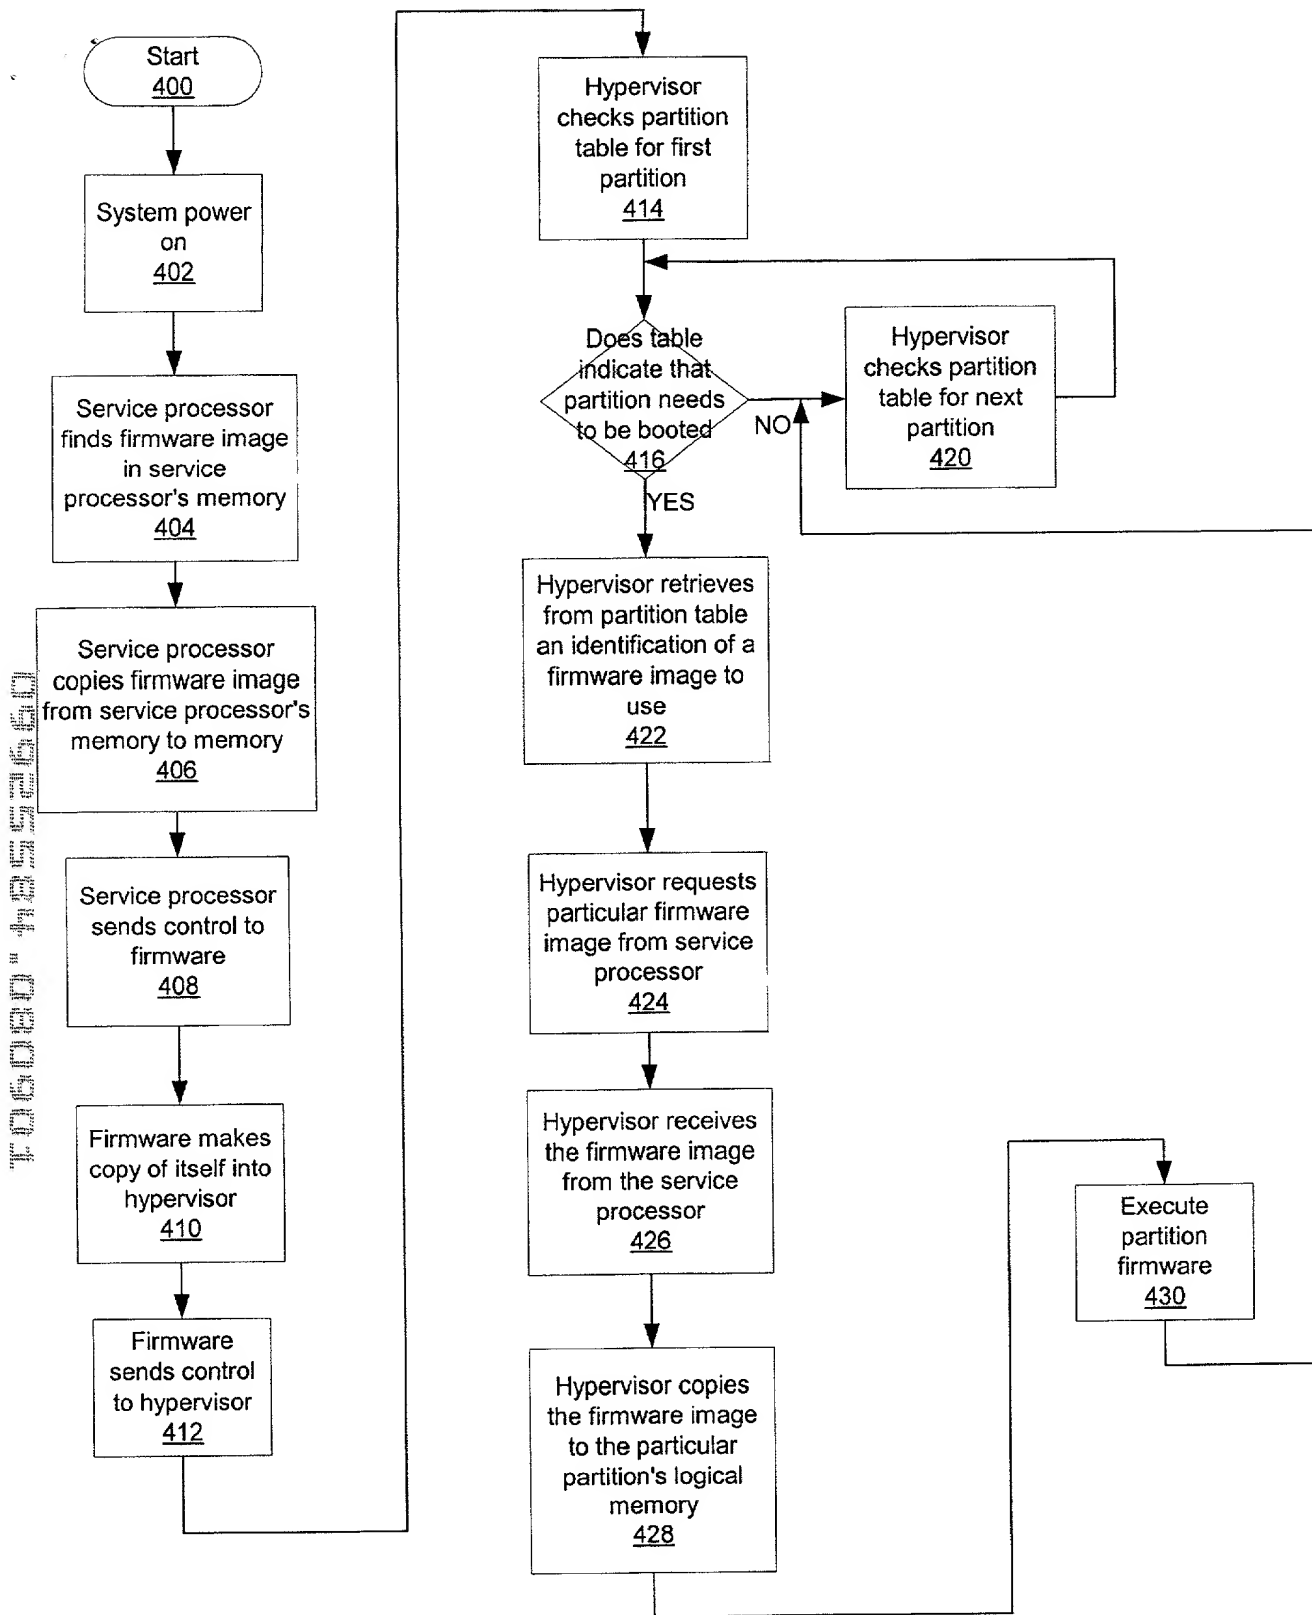 Start
400
System power
on
402
Service processor
finds firmware image
in service
processor's memory
404
Service processor
copies firmware image
from service processor's
memory to memory
406
Service processor
sends control to
firmware
408
Firmware makes
copy of itself into
hypervisor
410
Firmware
sends control
to hypervisor
412
Hypervisor
checks partition
table for first
partition
414
Does table
indicate that
partition needs
to be booted
416
NO
YES
Hypervisor
checks partition
table for next
partition
420
Hypervisor retrieves
from partition table
an identification of a
firmware image to
use
422
Hypervisor requests
particular firmware
image from service
processor
424
Hypervisor receives
the firmware image
from the service
processor
426
Hypervisor copies
the firmware image
to the particular
partition's logical
memory
428
Execute
partition
firmware
430